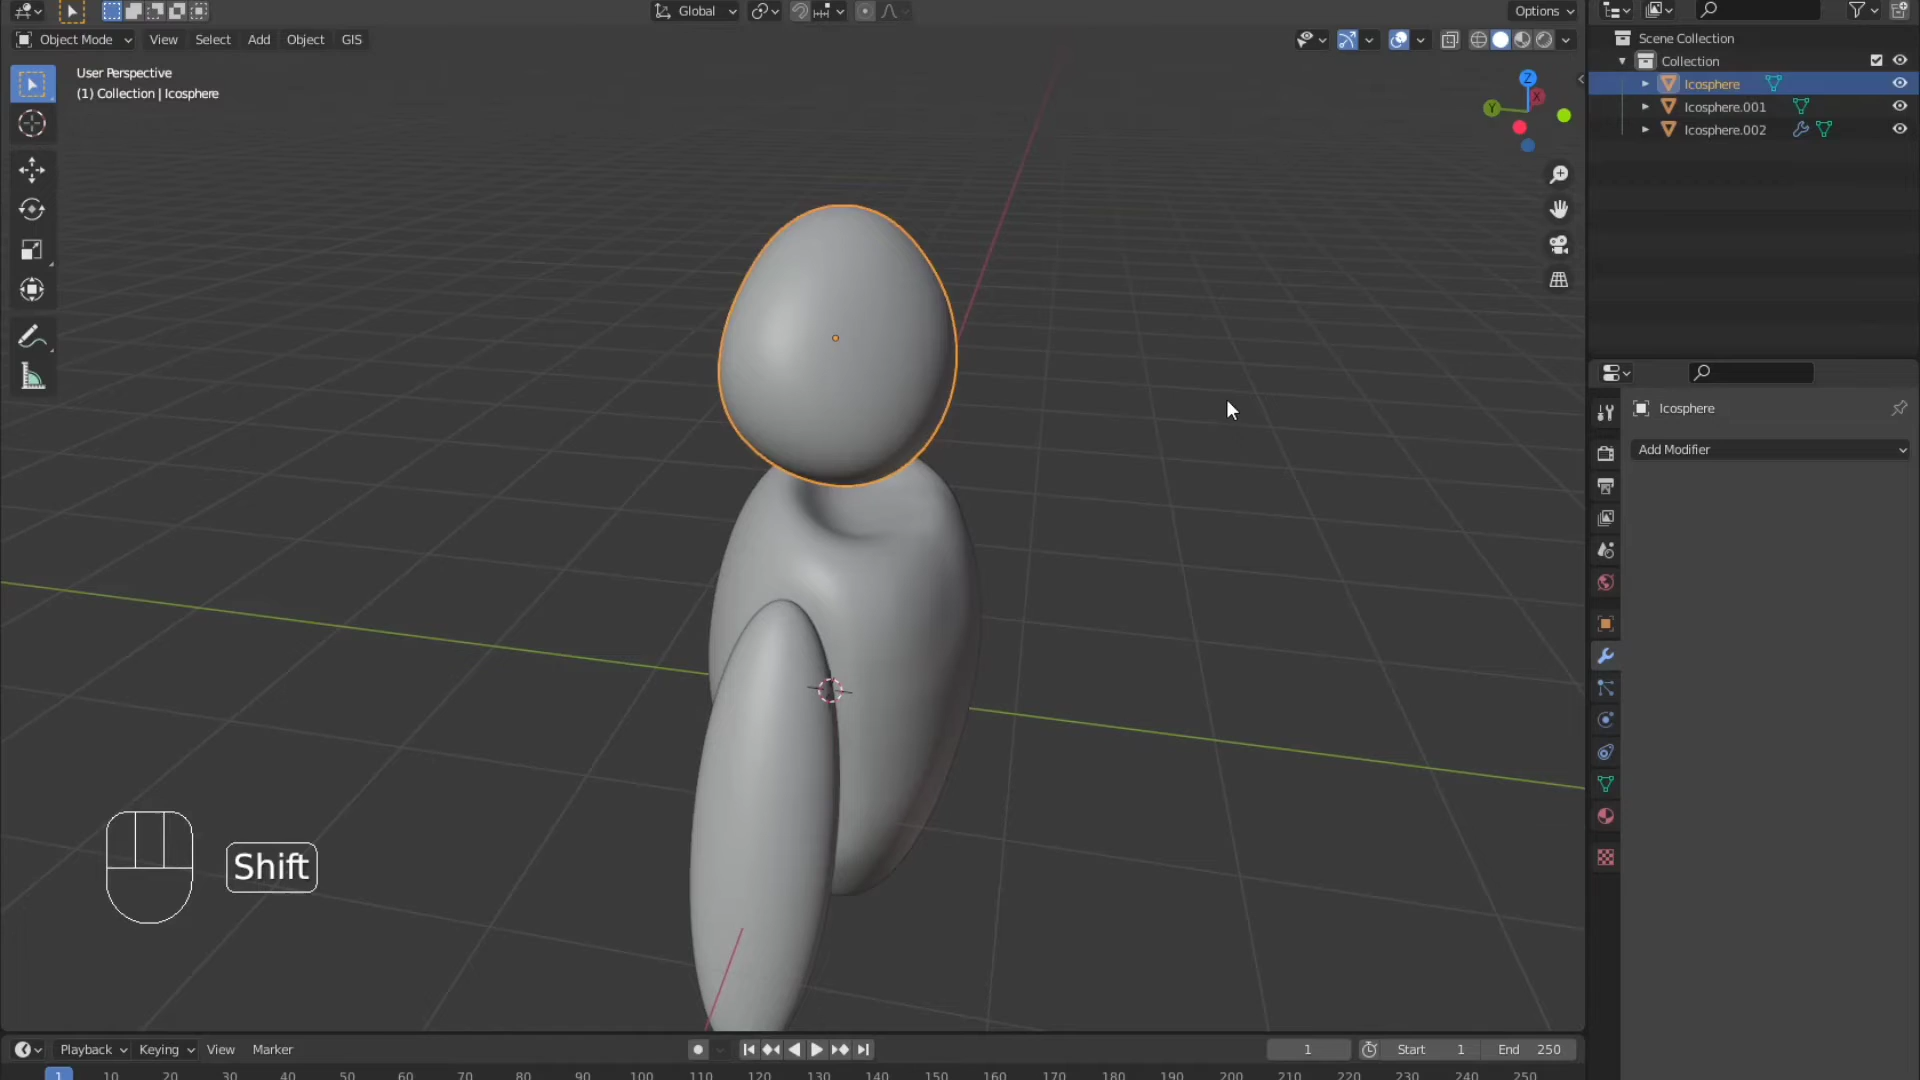 Global
Options
Object Mode
View
Select
Add
Object
GIS
User Perspective
(1) Collection | Icosphere
Z
X
Y
Scene Collection
Collection
Icosphere
Icosphere.001
Icosphere.002
Icosphere
Add Modifier
Shift
Playback
Keying
View
Marker
1
Start 1
End 250
1 10 20 30 40 50 60 70 80 90 100 110 120 130 140 150 160 170 180 190 200 210 220 230 240 250